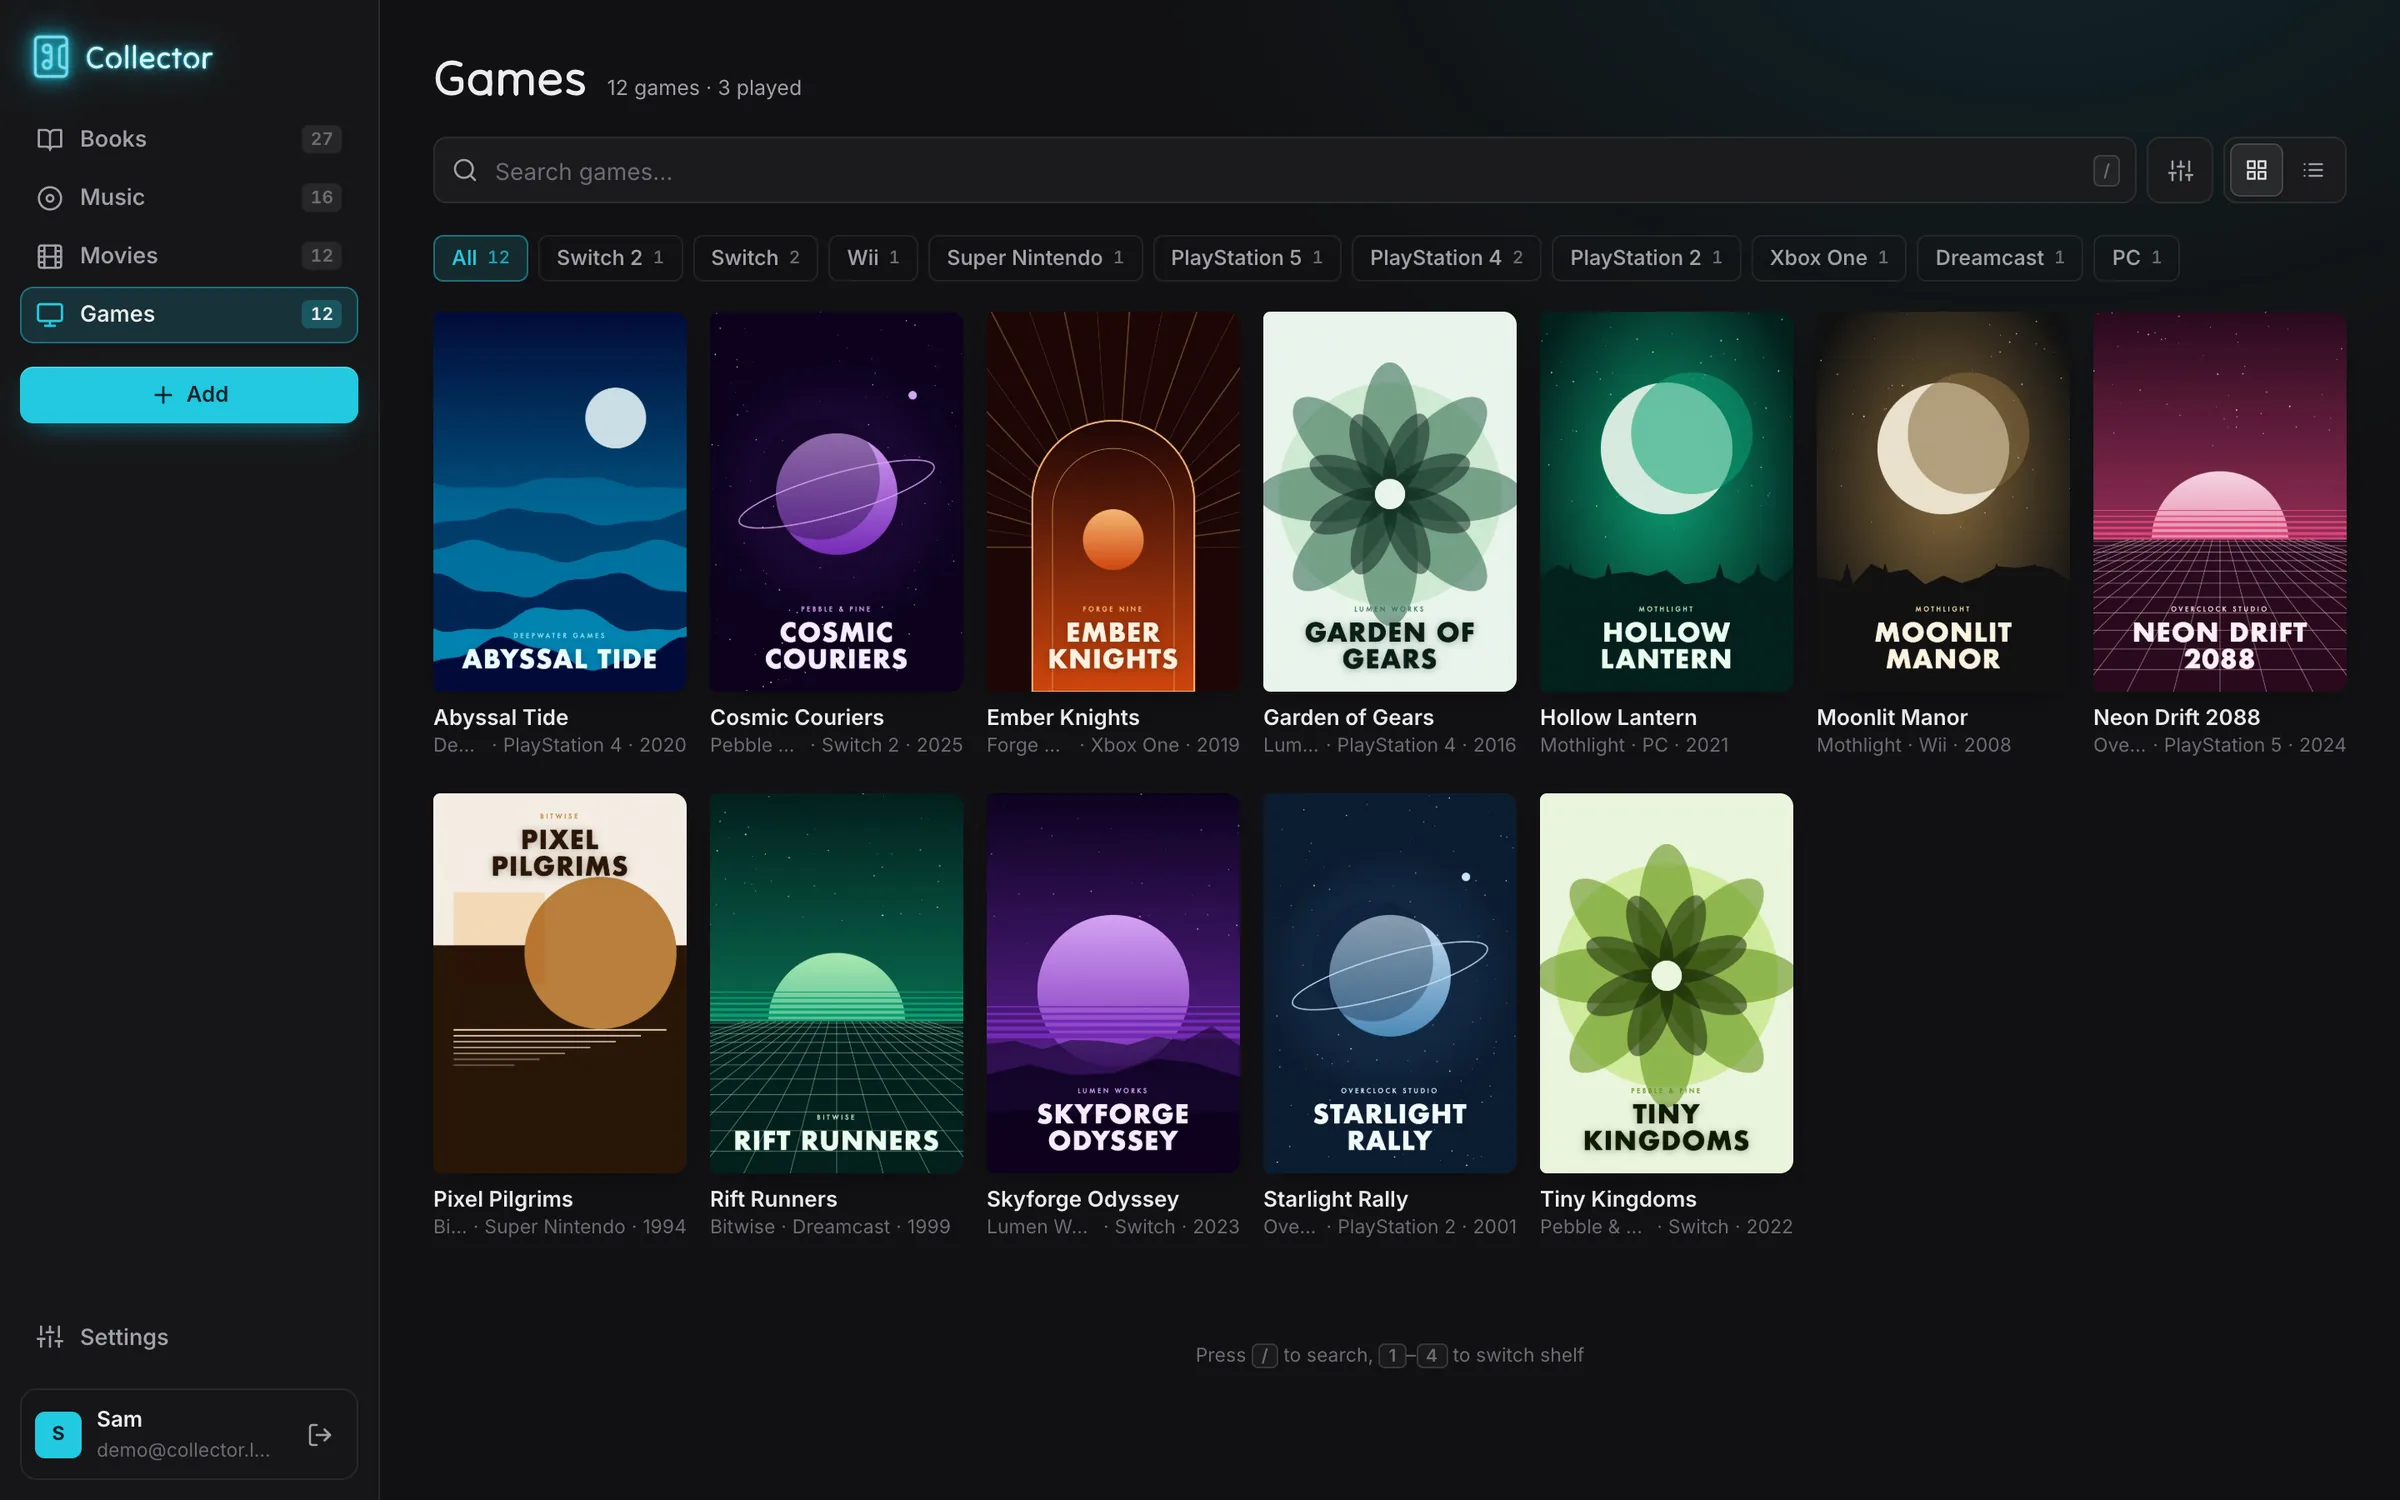 Collector
Books 27
Music 16
Movies 12
Games 12
+ Add
Settings
S
Sam
demo@collector.l...
Games 12 games · 3 played
Search games... /
All 12 Switch 2 1 Switch 2 Wii 1 Super Nintendo 1 PlayStation 5 1 PlayStation 4 2 PlayStation 2 1 Xbox One 1 Dreamcast 1 PC 1
DEEPWATER GAMES
ABYSSAL TIDE
Abyssal Tide
De... · PlayStation 4 · 2020
PEBBLE & PINE
COSMIC
COURIERS
Cosmic Couriers
Pebble ... · Switch 2 · 2025
FORGE NINE
EMBER
KNIGHTS
Ember Knights
Forge ... · Xbox One · 2019
LUMEN WORKS
GARDEN OF
GEARS
Garden of Gears
Lum... · PlayStation 4 · 2016
MOTHLIGHT
HOLLOW
LANTERN
Hollow Lantern
Mothlight · PC · 2021
MOTHLIGHT
MOONLIT
MANOR
Moonlit Manor
Mothlight · Wii · 2008
OVERCLOCK STUDIO
NEON DRIFT
2088
Neon Drift 2088
Ove... · PlayStation 5 · 2024
BITWISE
PIXEL
PILGRIMS
Pixel Pilgrims
Bi... · Super Nintendo · 1994
BITWISE
RIFT RUNNERS
Rift Runners
Bitwise · Dreamcast · 1999
LUMEN WORKS
SKYFORGE
ODYSSEY
Skyforge Odyssey
Lumen W... · Switch · 2023
OVERCLOCK STUDIO
STARLIGHT
RALLY
Starlight Rally
Ove... · PlayStation 2 · 2001
PEBBLE & PINE
TINY
KINGDOMS
Tiny Kingdoms
Pebble & ... · Switch · 2022
Press / to search, 1–4 to switch shelf